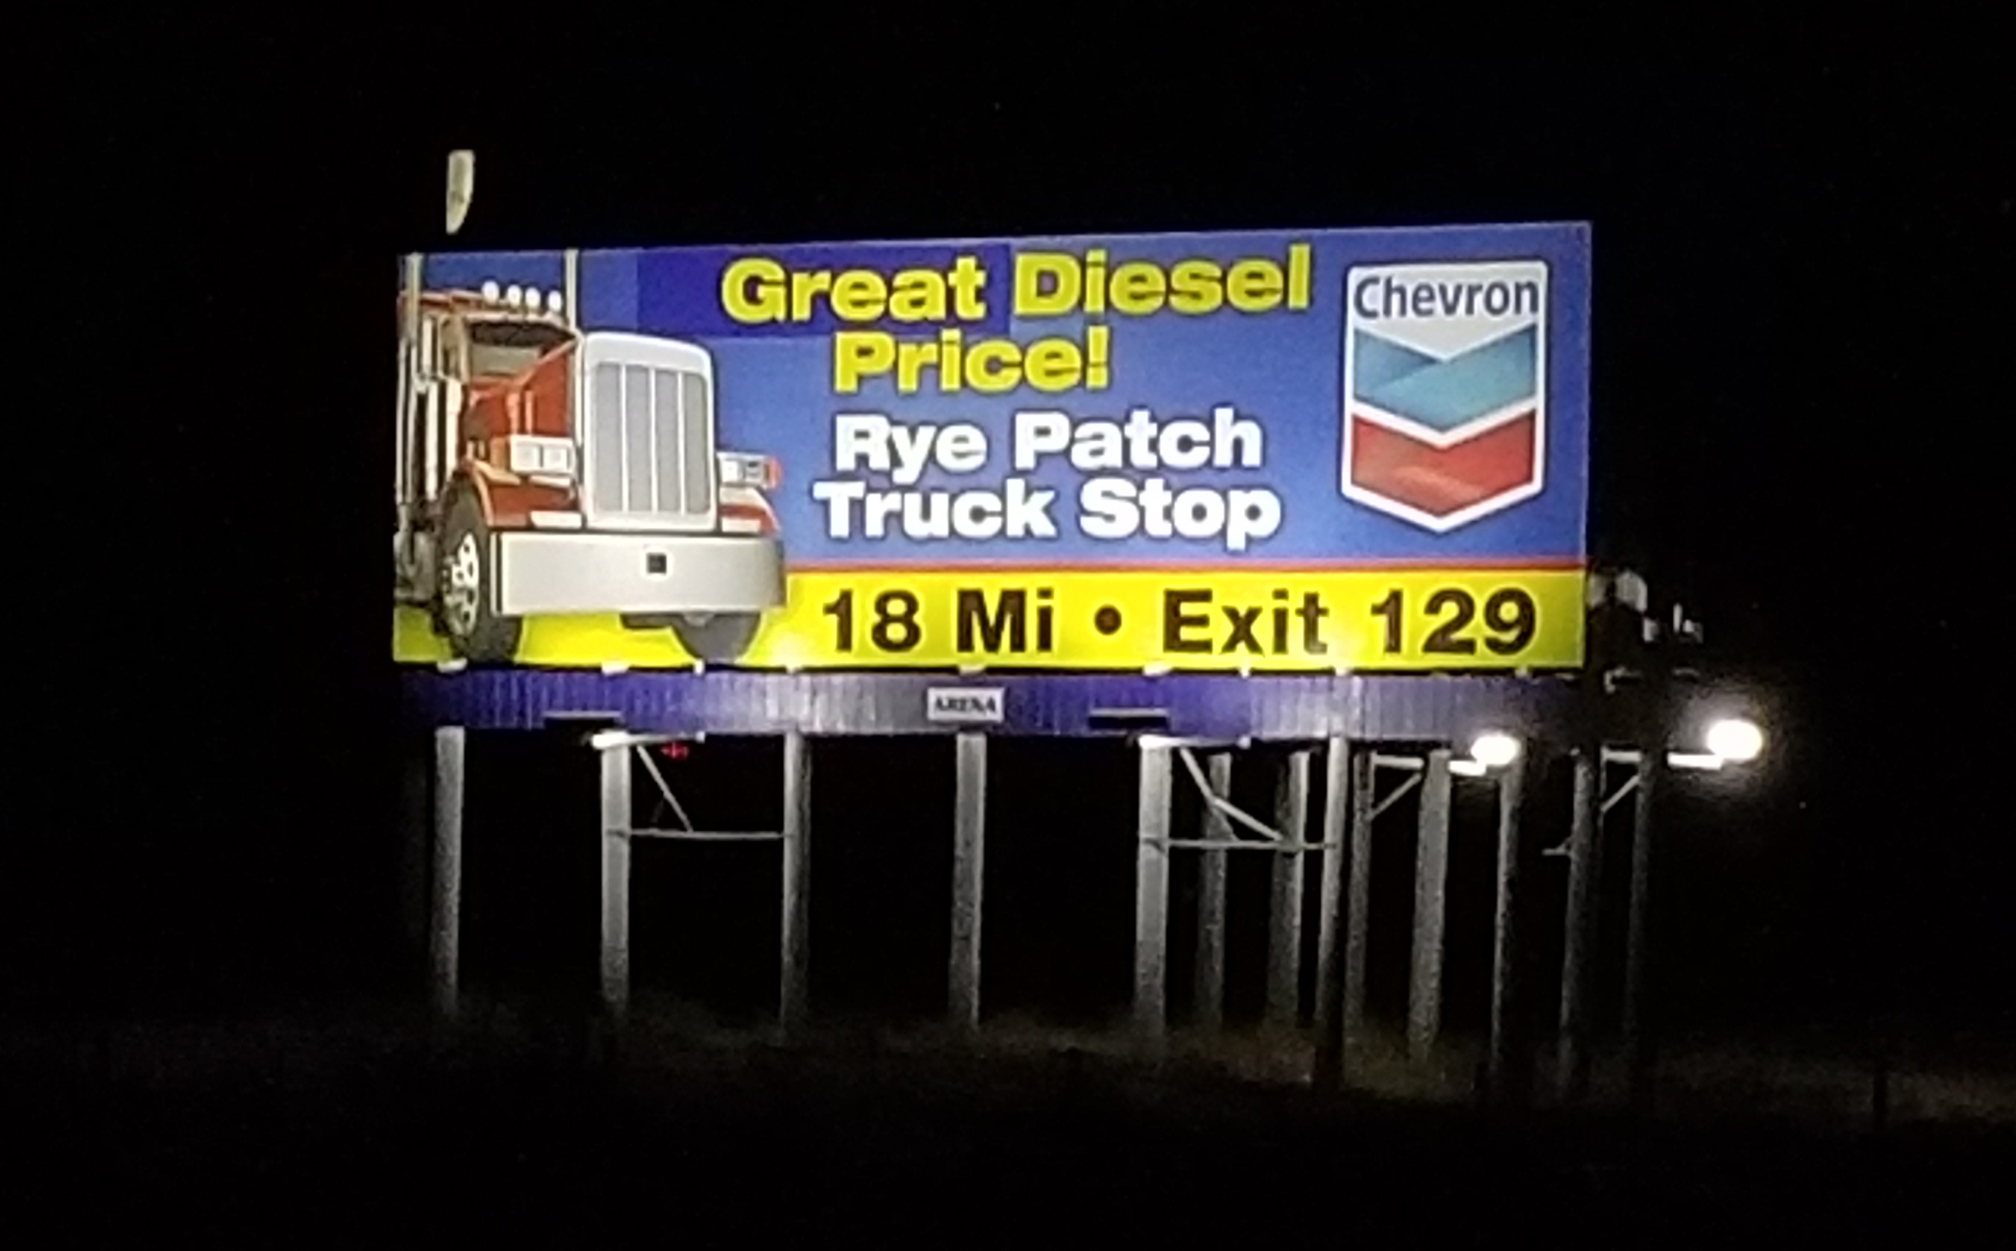 Great Diesel
Price!
Chevron
Rye Patch
Truck Stop
18 Mi • Exit 129
ARENA